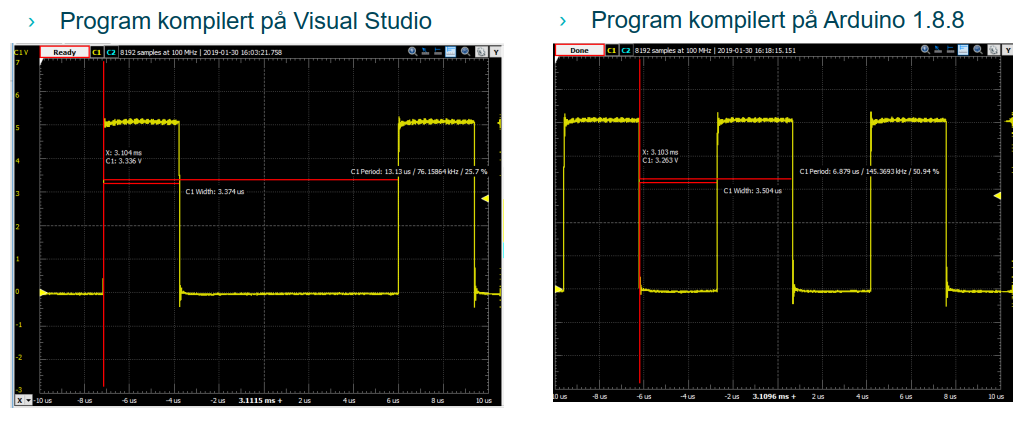 › Program kompilert på Visual Studio
C1 V Ready C1 C2 8192 samples at 100 MHz | 2019-01-30 16:03:21.758 Y
7
6
5
4
3
2
1
0
-1
-2
-3
X: 3.104 ms
C1: 3.336 V
C1 Period: 13.13 us / 76.15864 kHz / 25.7 %
C1 Width: 3.374 us
X -10 us -8 us -6 us -4 us -2 us 3.1115 ms + 2 us 4 us 6 us 8 us 10 us
› Program kompilert på Arduino 1.8.8
Done C1 C2 8192 samples at 100 MHz | 2019-01-30 16:18:15.151 Y
X: 3.103 ms
C1: 3.263 V
C1 Period: 6.879 us / 145.3693 kHz / 50.94 %
C1 Width: 3.504 us
0 us -8 us -6 us -4 us -2 us 3.1096 ms + 2 us 4 us 6 us 8 us 10 us